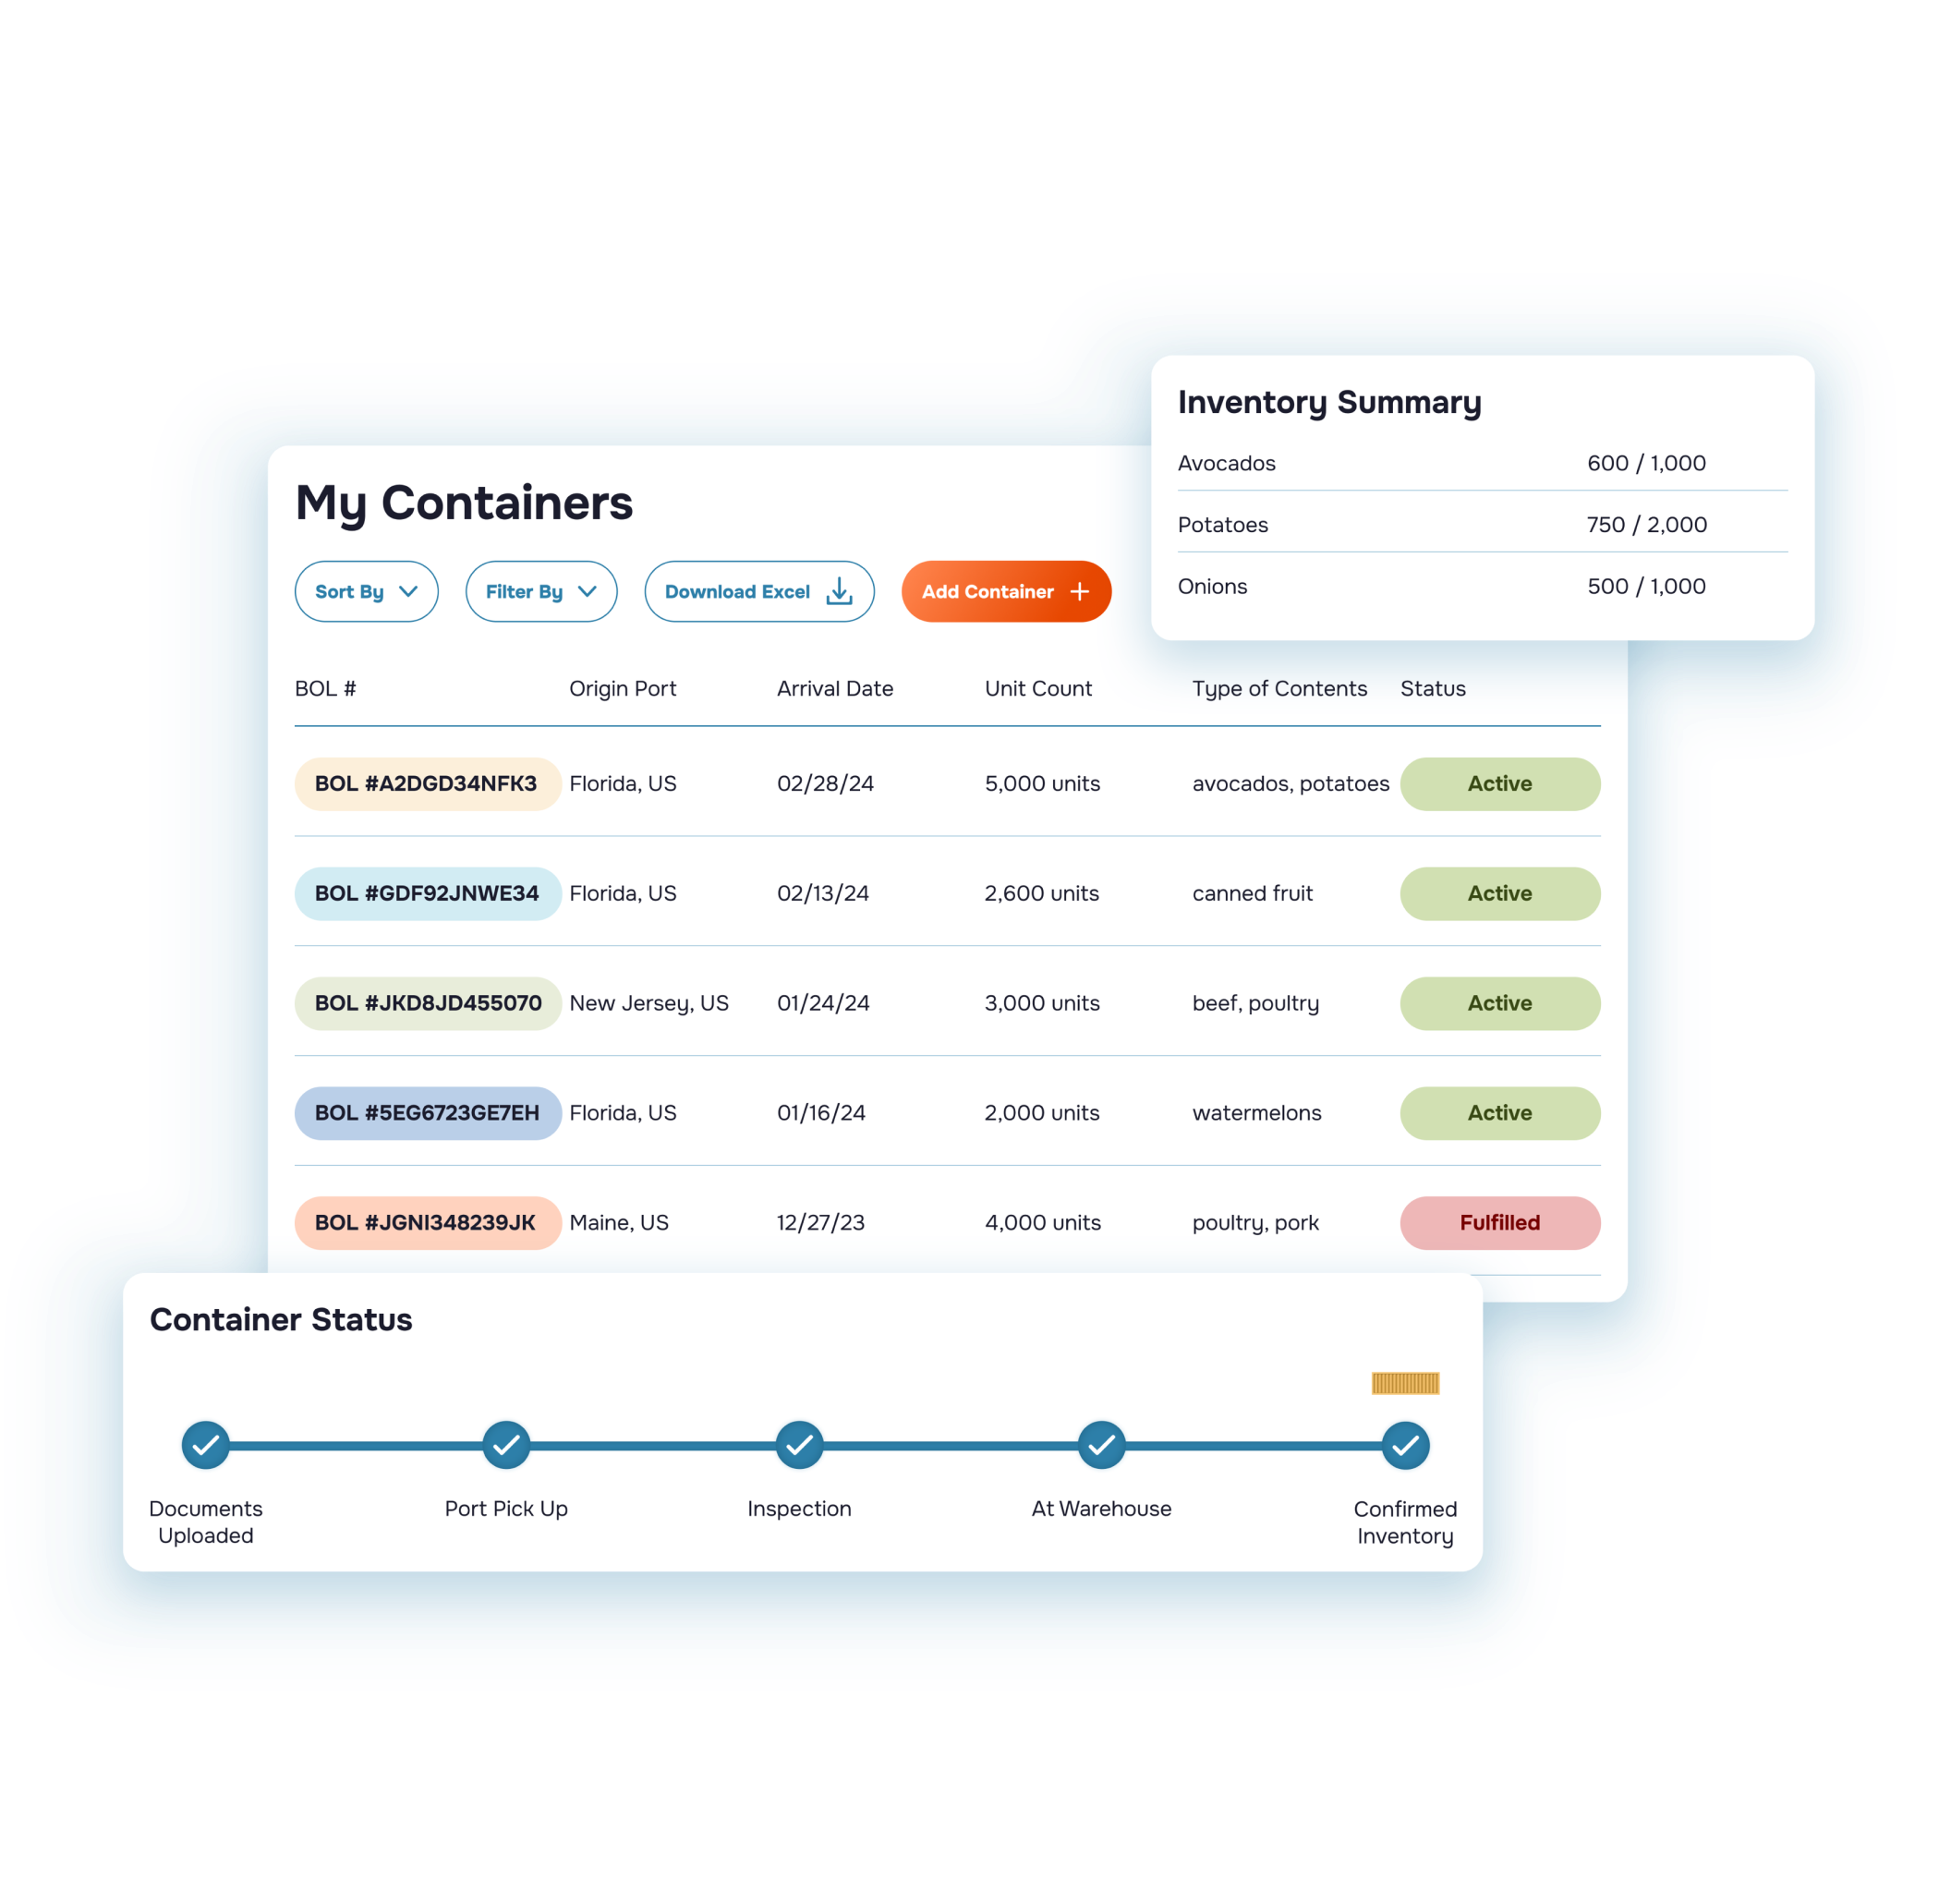 Inventory Summary
Avocados 600 / 1,000
Potatoes 750 / 2,000
Onions 500 / 1,000
My Containers
Sort By Filter By Download Excel Add Container +
BOL # Origin Port Arrival Date Unit Count Type of Contents Status
BOL #A2DGD34NFK3 Florida, US 02/28/24 5,000 units avocados, potatoes Active
BOL #GDF92JNWE34 Florida, US 02/13/24 2,600 units canned fruit Active
BOL #JKD8JD455070 New Jersey, US 01/24/24 3,000 units beef, poultry Active
BOL #5EG6723GE7EH Florida, US 01/16/24 2,000 units watermelons Active
BOL #JGNI348239JK Maine, US 12/27/23 4,000 units poultry, pork Fulfilled
Container Status
Documents Uploaded
Port Pick Up
Inspection
At Warehouse
Confirmed Inventory